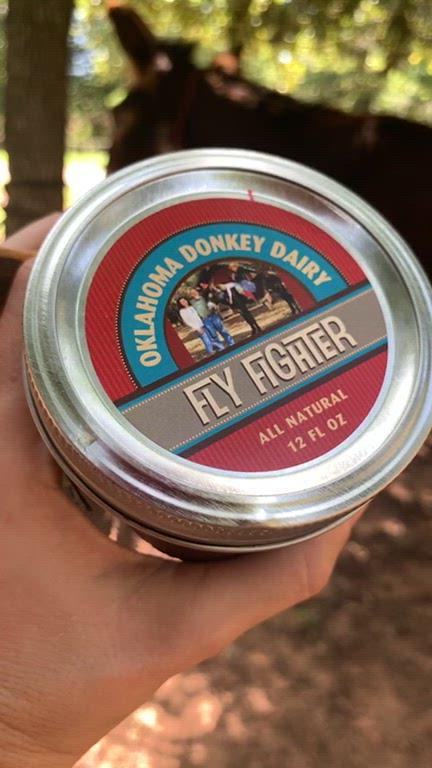 OKLAHOMA DONKEY DAIRY
FLY FIGHTER
ALL NATURAL
12 FL OZ